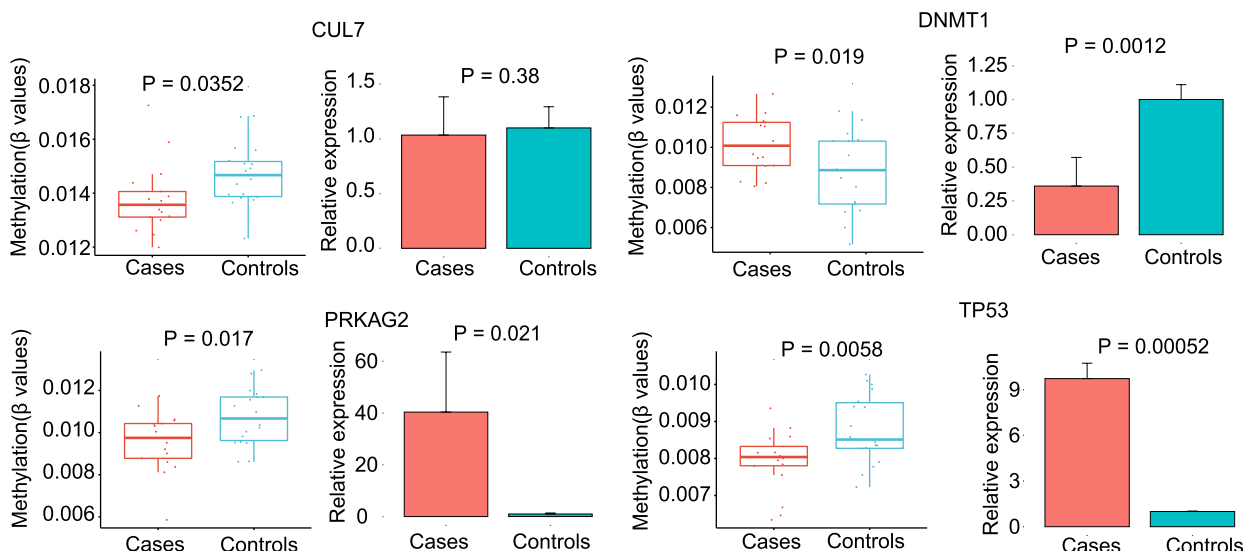 CUL7
Methylation(β values)
0.018
0.016
0.014
0.012
P = 0.0352
Cases
Controls
Relative expression
1.5
1.0
1.5
0.0
P = 0.38
Cases
Controls
DNMT1
Methylation(β values)
0.012
0.010
0.008
0.006
P = 0.019
Cases
Controls
Relative expression
1.25
1.00
0.75
0.50
0.25
0.00
P = 0.0012
Cases
Controls
PRKAG2
Methylation(β values)
0.012
0.010
0.008
0.006
P = 0.017
Cases
Controls
Relative expression
60
40
20
0
P = 0.021
Cases
Controls
TP53
Methylation(β values)
0.010
0.009
0.008
0.007
P = 0.0058
Cases
Controls
Relative expression
9
6
3
0
P = 0.00052
Cases
Controls